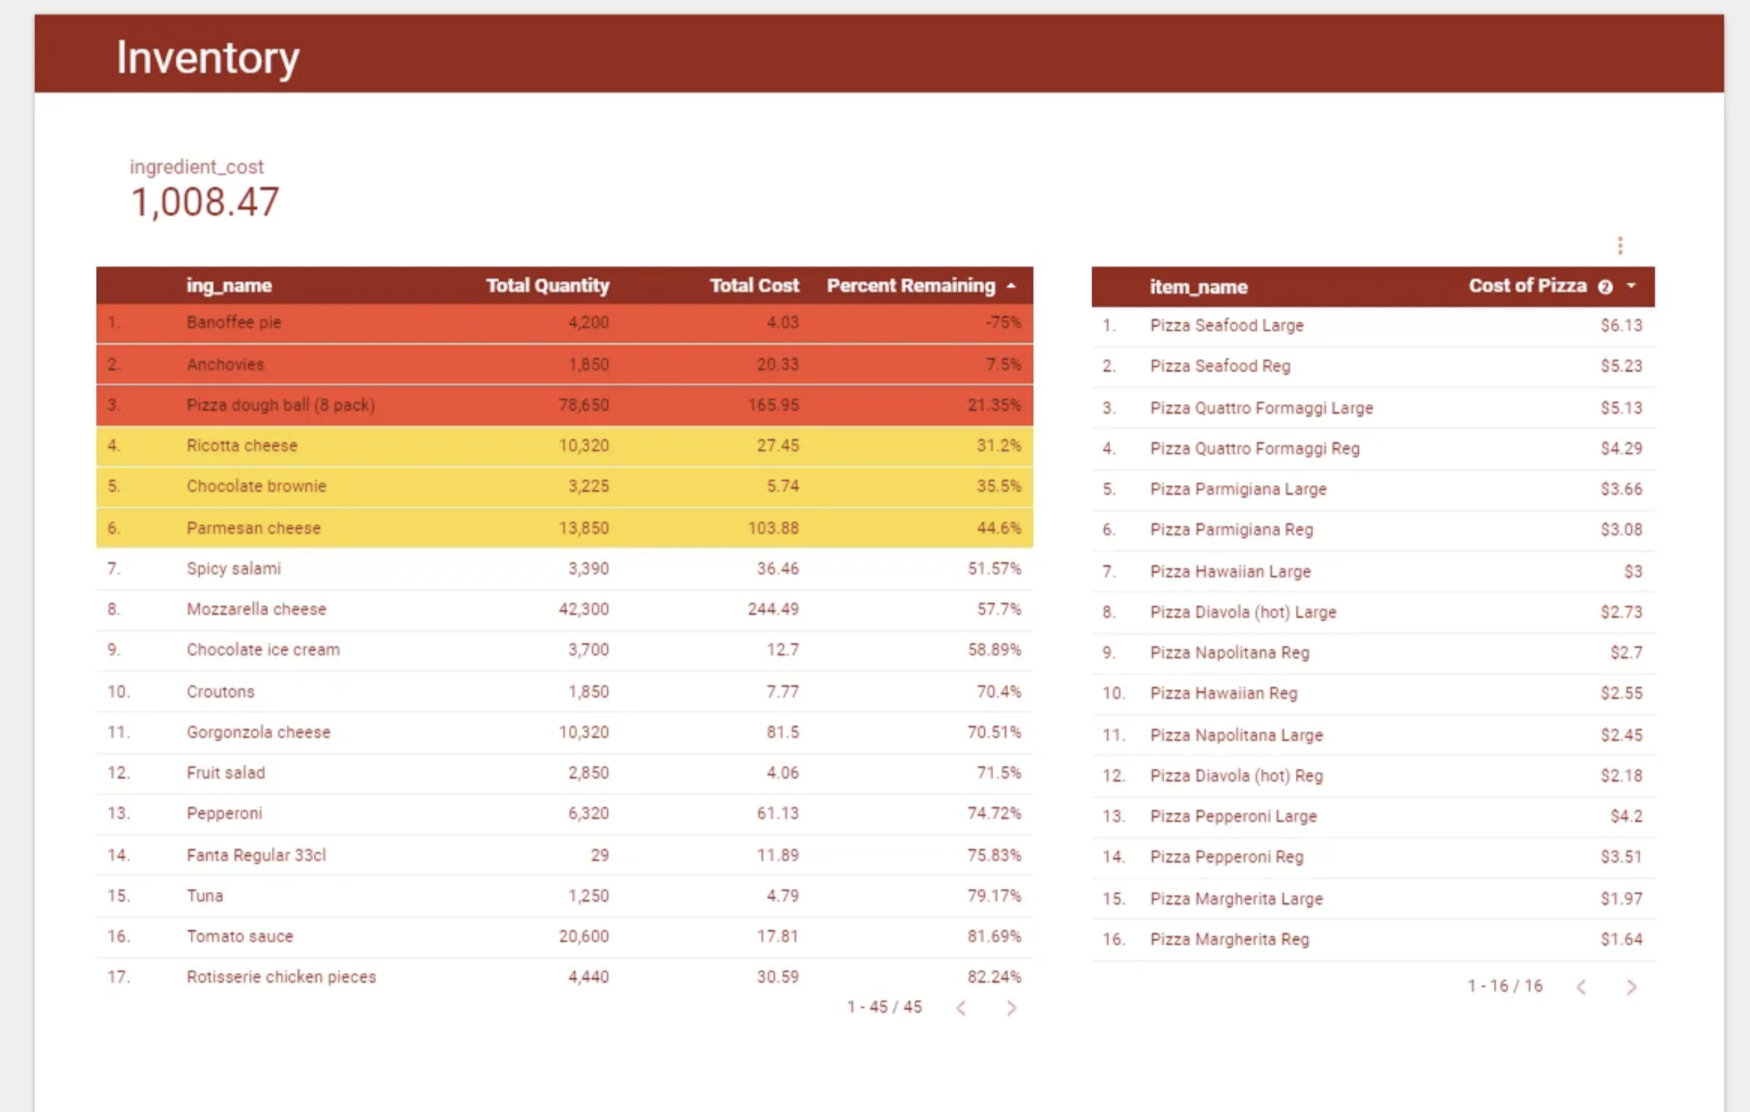 Inventory
ingredient_cost
1,008.47
ing_name Total Quantity Total Cost Percent Remaining
1. Banoffee pie 4,200 4.03 -75%
2. Anchovies 1,850 20.33 7.5%
3. Pizza dough ball (8 pack) 78,650 165.95 21.35%
4. Ricotta cheese 10,320 27.45 31.2%
5. Chocolate brownie 3,225 5.74 35.5%
6. Parmesan cheese 13,850 103.88 44.6%
7. Spicy salami 3,390 36.46 51.57%
8. Mozzarella cheese 42,300 244.49 57.7%
9. Chocolate ice cream 3,700 12.7 58.89%
10. Croutons 1,850 7.77 70.4%
11. Gorgonzola cheese 10,320 81.5 70.51%
12. Fruit salad 2,850 4.06 71.5%
13. Pepperoni 6,320 61.13 74.72%
14. Fanta Regular 33cl 29 11.89 75.83%
15. Tuna 1,250 4.79 79.17%
16. Tomato sauce 20,600 17.81 81.69%
17. Rotisserie chicken pieces 4,440 30.59 82.24%
1 - 45 / 45
item_name Cost of Pizza
1. Pizza Seafood Large $6.13
2. Pizza Seafood Reg $5.23
3. Pizza Quattro Formaggi Large $5.13
4. Pizza Quattro Formaggi Reg $4.29
5. Pizza Parmigiana Large $3.66
6. Pizza Parmigiana Reg $3.08
7. Pizza Hawaiian Large $3
8. Pizza Diavola (hot) Large $2.73
9. Pizza Napolitana Reg $2.7
10. Pizza Hawaiian Reg $2.55
11. Pizza Napolitana Large $2.45
12. Pizza Diavola (hot) Reg $2.18
13. Pizza Pepperoni Large $4.2
14. Pizza Pepperoni Reg $3.51
15. Pizza Margherita Large $1.97
16. Pizza Margherita Reg $1.64
1 - 16 / 16